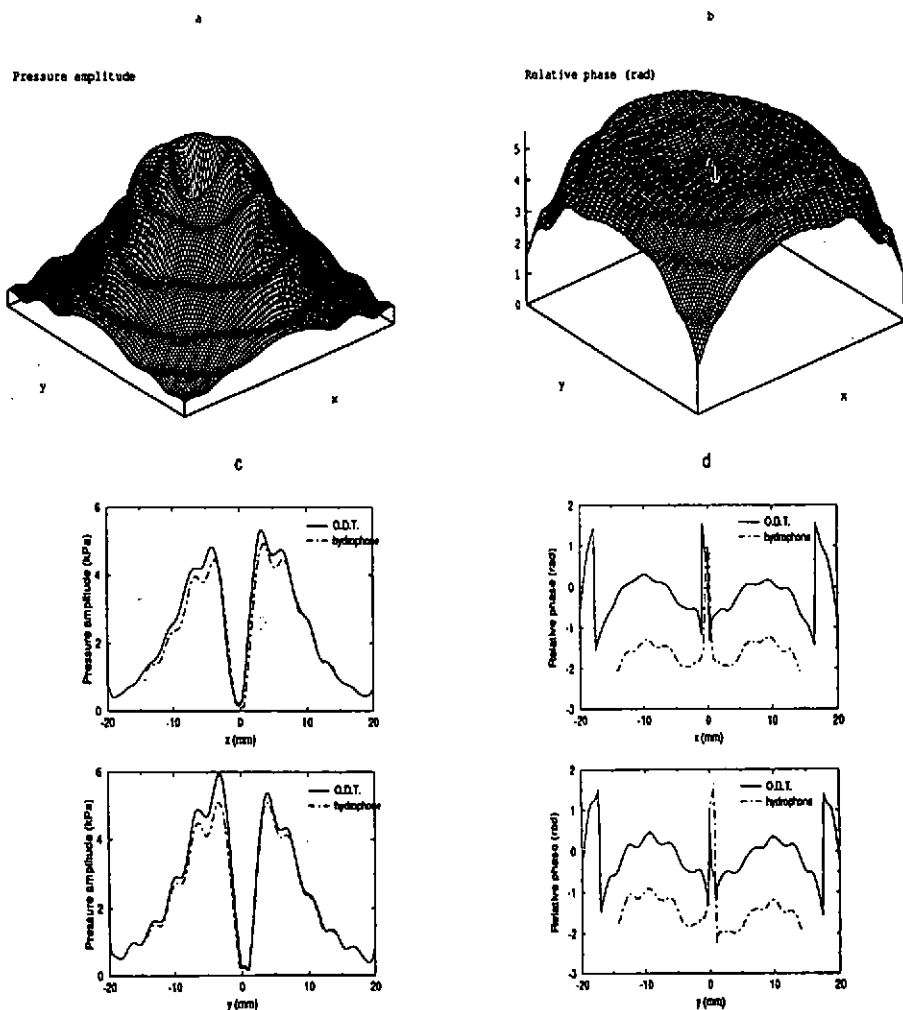 a
b
Pressure amplitude
Relative phase (rad)
5
4
3
2
1
0
y
x
y
x
c
d
6
4
2
0
Pressure amplitude (kPa)
O.D.T.
hydrophone
-20
-10
0
10
20
x (mm)
2
1
0
-1
-2
-3
Relative phase (rad)
O.D.T.
hydrophone
-20
-10
0
10
20
x (mm)
6
4
2
0
Pressure amplitude (kPa)
O.D.T.
hydrophone
-20
-10
0
10
20
y (mm)
2
1
0
-1
-2
-3
Relative phase (rad)
O.D.T.
hydrophone
-20
-10
0
10
20
y (mm)